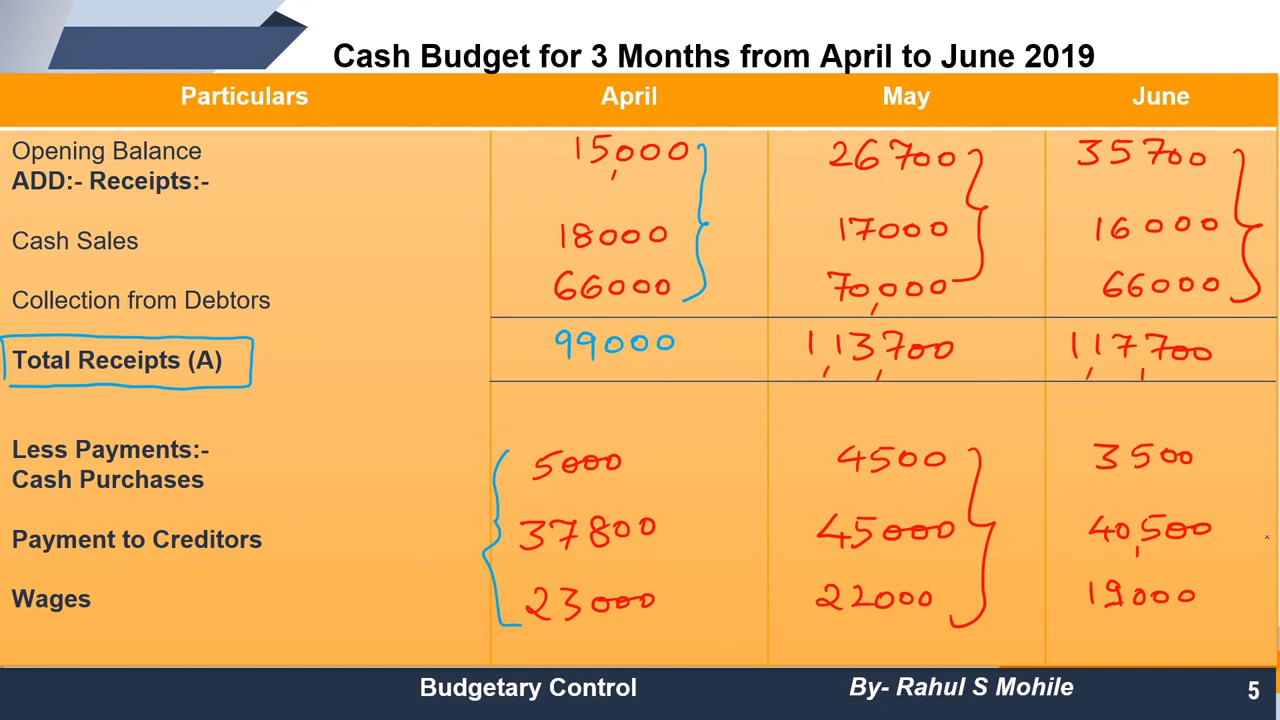 Cash Budget for 3 Months from April to June 2019
Particulars April May June
Opening Balance 15,000 26700 35700
ADD:- Receipts:-
Cash Sales 18000 17000 16000
Collection from Debtors 66000 70,000 66000
Total Receipts (A) 99000 1,13,700 1,17,700
Less Payments:-
Cash Purchases 5000 4500 3500
Payment to Creditors 37800 45000 40,500
Wages 23000 22000 19000
Budgetary Control By- Rahul S Mohile 5